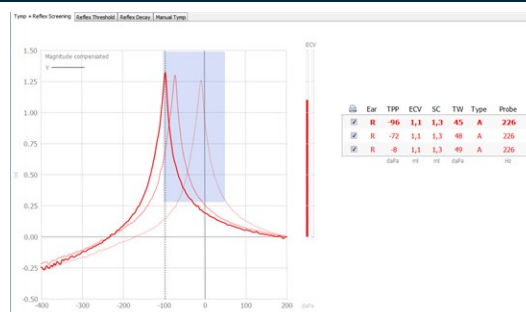 Tymp + Reflex Screening Reflex Threshold Reflex Decay Manual Tymp
ECV
1.50
Magnitude compensated
Y
1.25
1.00
0.75
0.50
0.25
0.00
-0.25
-0.50
-400 -300 -200 -100 0 100 200 daPa
Ear TPP ECV SC TW Type Probe
R -96 1,1 1,3 45 A 226
R -72 1,1 1,3 48 A 226
R -8 1,1 1,3 49 A 226
daPa ml ml daPa Hz